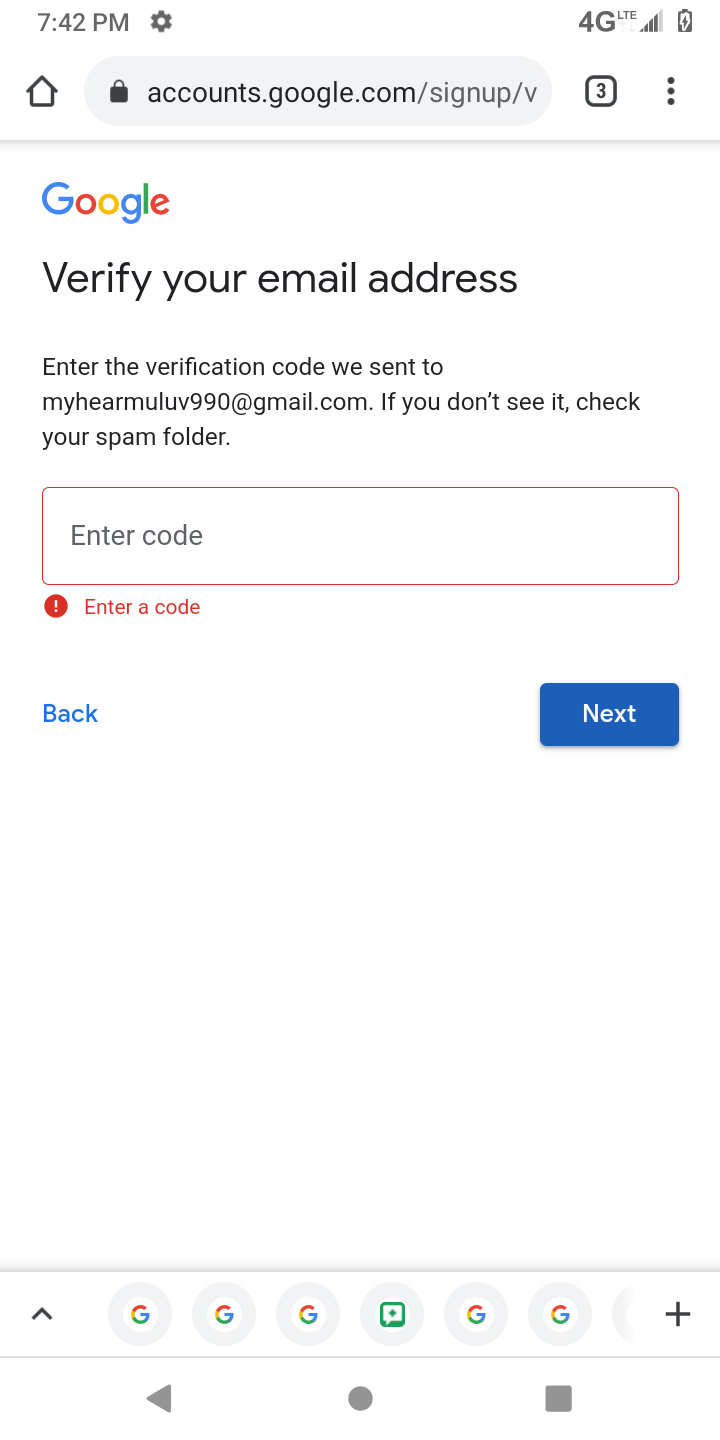 7:42 PM 4G LTE
accounts.google.com/signup/v 3
Google
Verify your email address
Enter the verification code we sent to
myhearmuluv990@gmail.com. If you don’t see it, check
your spam folder.
Enter code
! Enter a code
Back Next
G G G G G